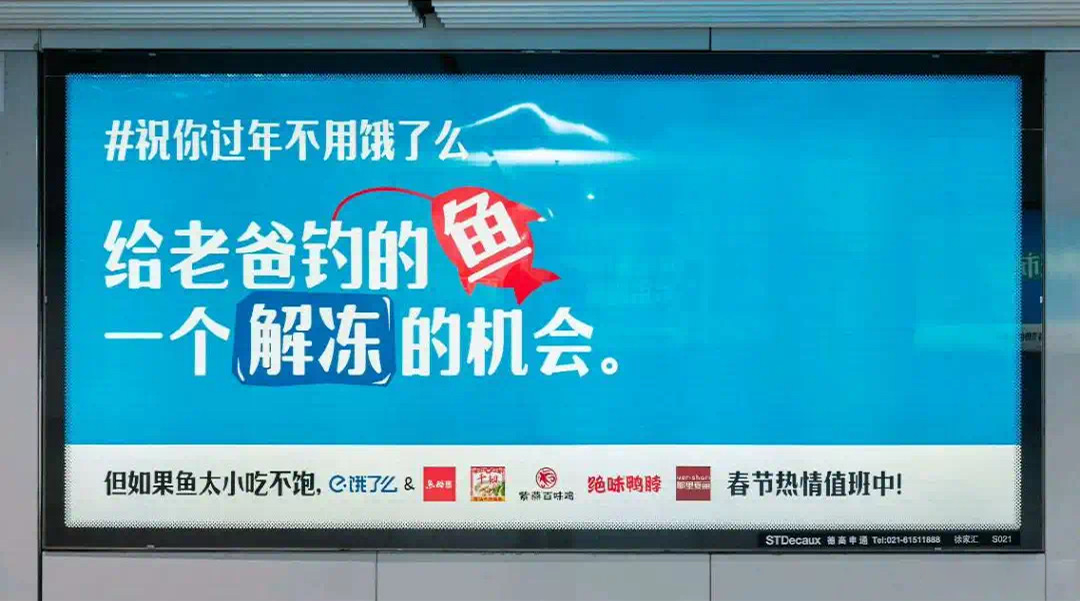 #祝你过年不用饿了么
给老爸钓的鱼
一个解冻的机会。
但如果鱼太小吃不饱, e·饿了么 & 紫燕百味鸡 绝味鸭脖 春节热情值班中!
STDecaux 德高申通 Tel:021-61511888 徐家汇 S021